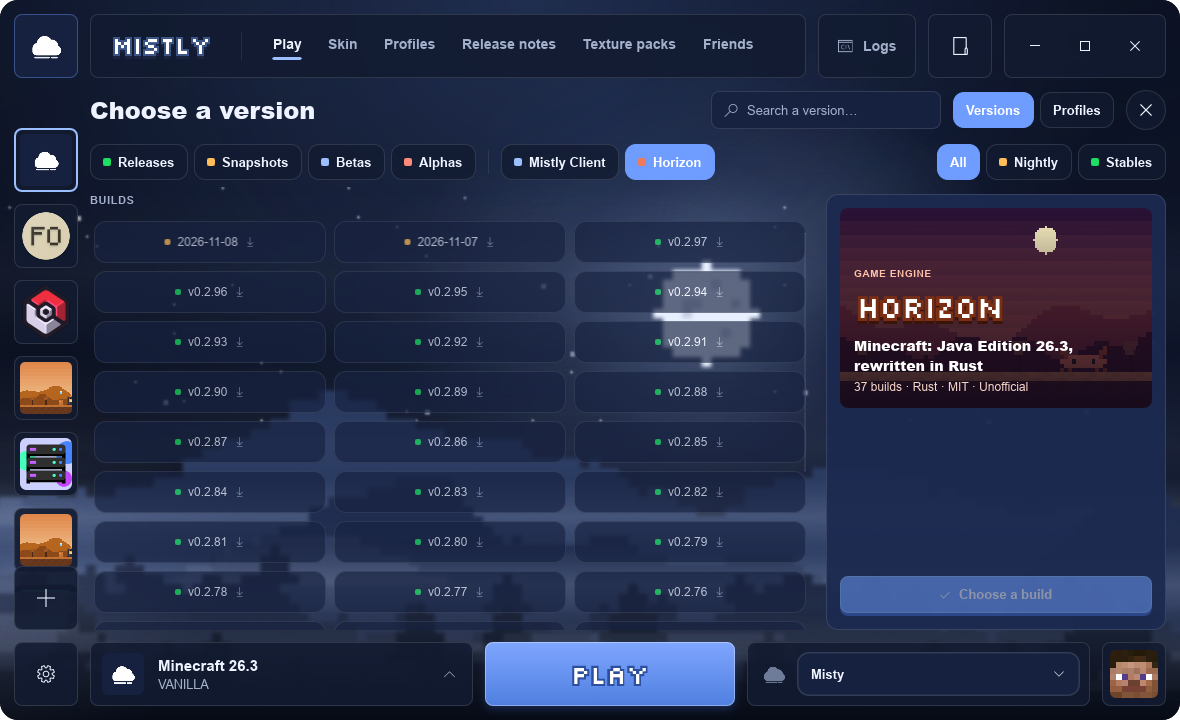 MISTLY
Play Skin Profiles Release notes Texture packs Friends
Logs
Choose a version
Search a version...
Versions Profiles
Releases Snapshots Betas Alphas Mistly Client Horizon
All Nightly Stables
BUILDS
2026-11-08 2026-11-07 v0.2.97
v0.2.96 v0.2.95 v0.2.94
v0.2.93 v0.2.92 v0.2.91
v0.2.90 v0.2.89 v0.2.88
v0.2.87 v0.2.86 v0.2.85
v0.2.84 v0.2.83 v0.2.82
v0.2.81 v0.2.80 v0.2.79
v0.2.78 v0.2.77 v0.2.76
FO
GAME ENGINE
HORIZON
Minecraft: Java Edition 26.3,
rewritten in Rust
37 builds · Rust · MIT · Unofficial
Choose a build
Minecraft 26.3
VANILLA
PLAY
Misty